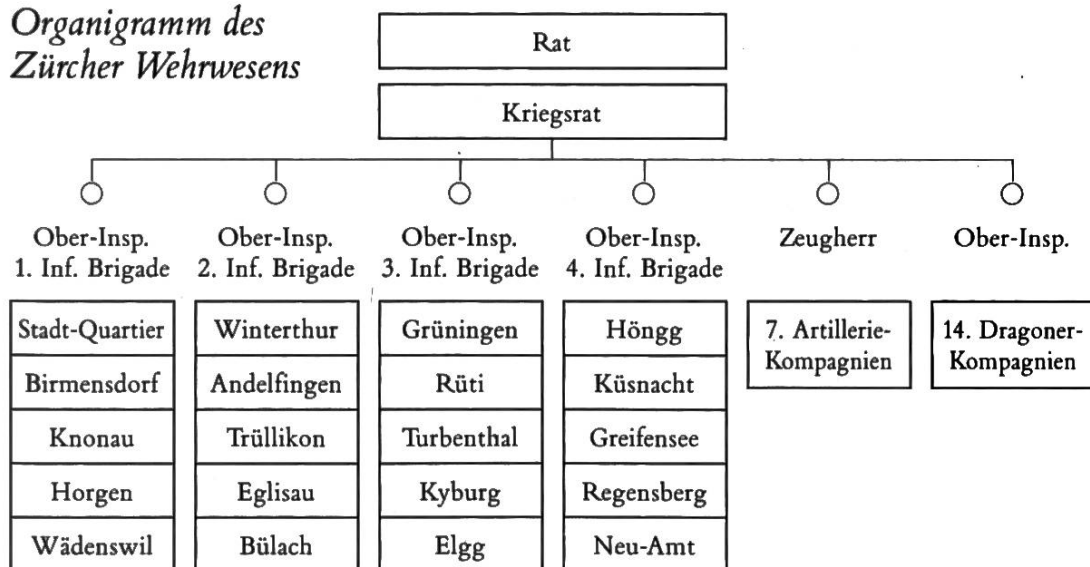 Organigramm des
Zürcher Wehrwesens
Rat
Kriegsrat
Ober-Insp.
1. Inf. Brigade
Ober-Insp.
2. Inf. Brigade
Ober-Insp.
3. Inf. Brigade
Ober-Insp.
4. Inf. Brigade
Zeugherr
Ober-Insp.
Stadt-Quartier
Birmensdorf
Knonau
Horgen
Wädenswil
Winterthur
Andelfingen
Trüllikon
Eglisau
Bülach
Grüningen
Rüti
Turbenthal
Kyburg
Elgg
Höngg
Küsnacht
Greifensee
Regensberg
Neu-Amt
7. Artillerie-
Kompagnien
14. Dragoner-
Kompagnien